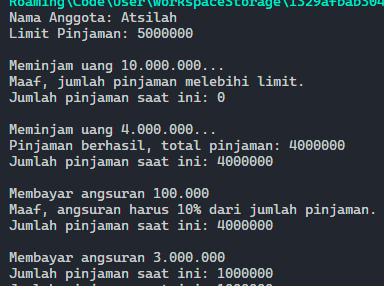 Roaming\Code\User\workspaceStorage\1329afbab304
Nama Anggota: Atsilah
Limit Pinjaman: 5000000
Meminjam uang 10.000.000...
Maaf, jumlah pinjaman melebihi limit.
Jumlah pinjaman saat ini: 0
Meminjam uang 4.000.000...
Pinjaman berhasil, total pinjaman: 4000000
Jumlah pinjaman saat ini: 4000000
Membayar angsuran 100.000
Maaf, angsuran harus 10% dari jumlah pinjaman.
Jumlah pinjaman saat ini: 4000000
Membayar angsuran 3.000.000
Jumlah pinjaman saat ini: 1000000